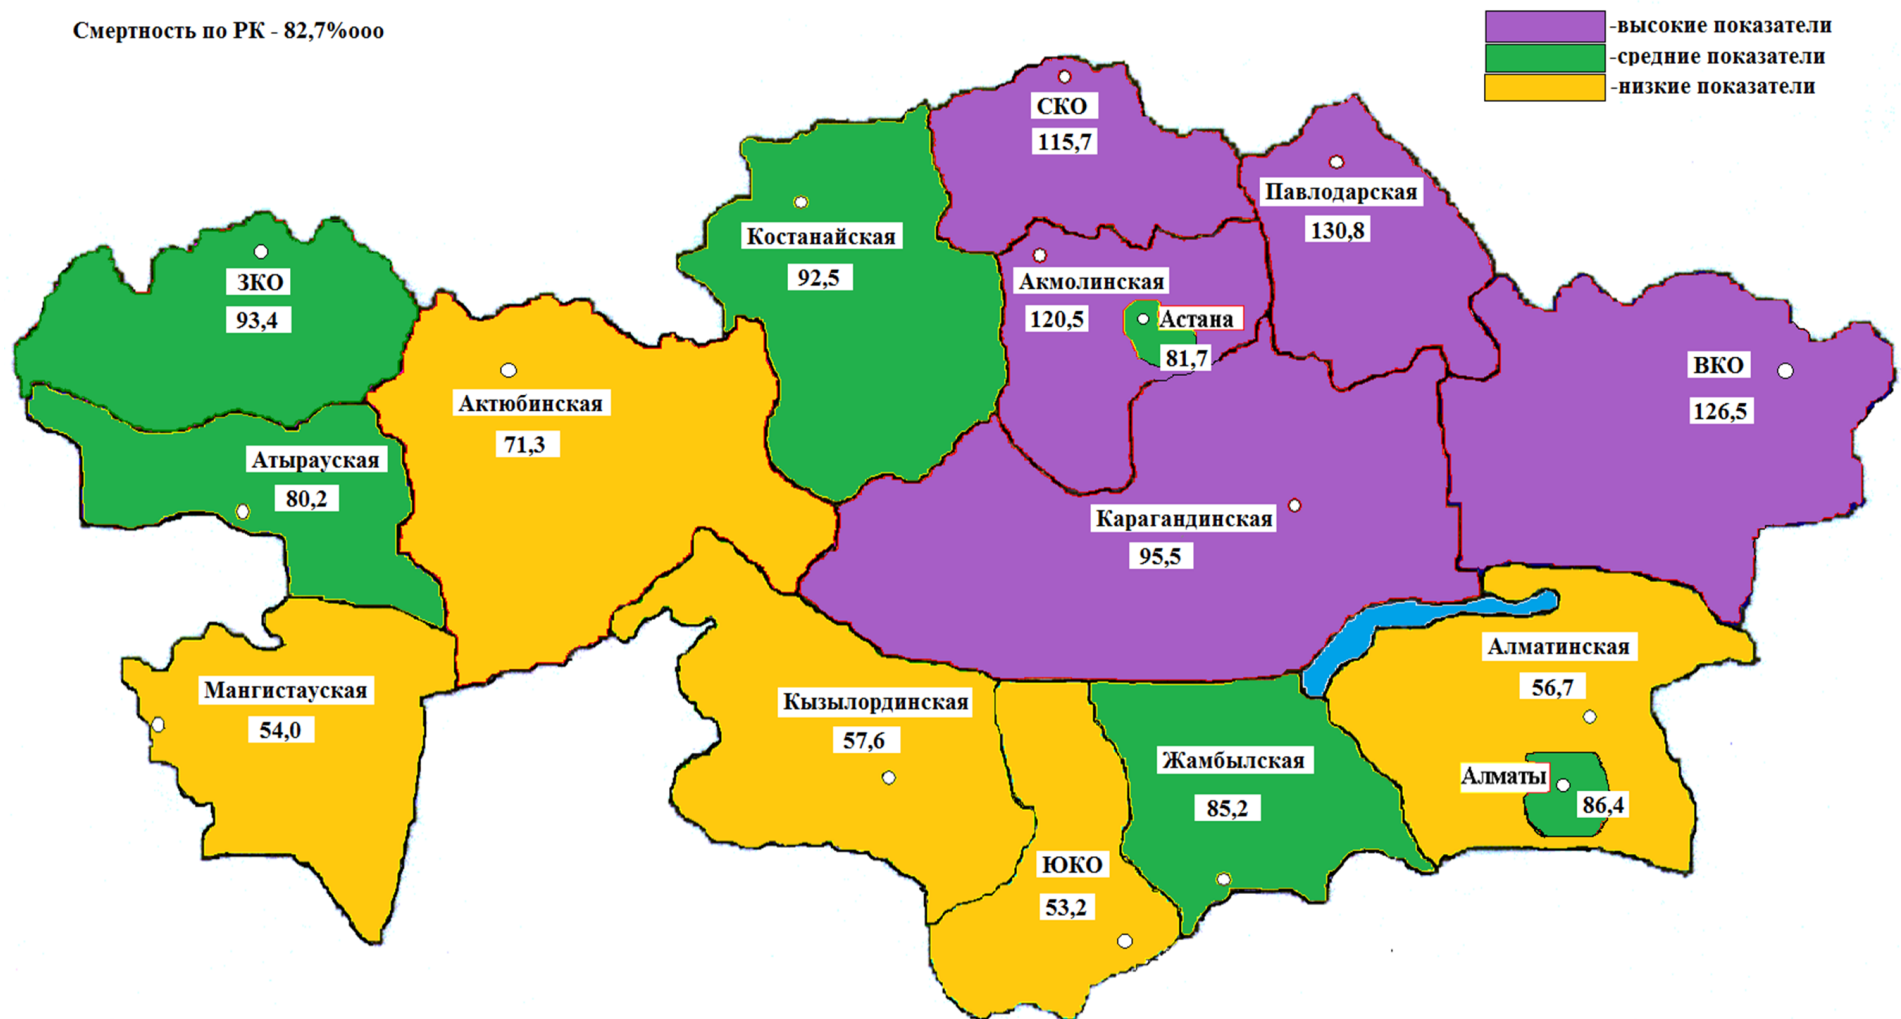 Смертность по РК - 82,7%ооо
-высокие показатели
-средние показатели
-низкие показатели
СКО
115,7
Павлодарская
130,8
Костанайская
92,5
Акмолинская
120,5
Астана
81,7
ЗКО
93,4
ВКО
126,5
Актюбинская
71,3
Атырауская
80,2
Карагандинская
95,5
Алматинская
56,7
Мангистауская
54,0
Кызылординская
57,6
Жамбылская
85,2
Алматы
86,4
ЮКО
53,2